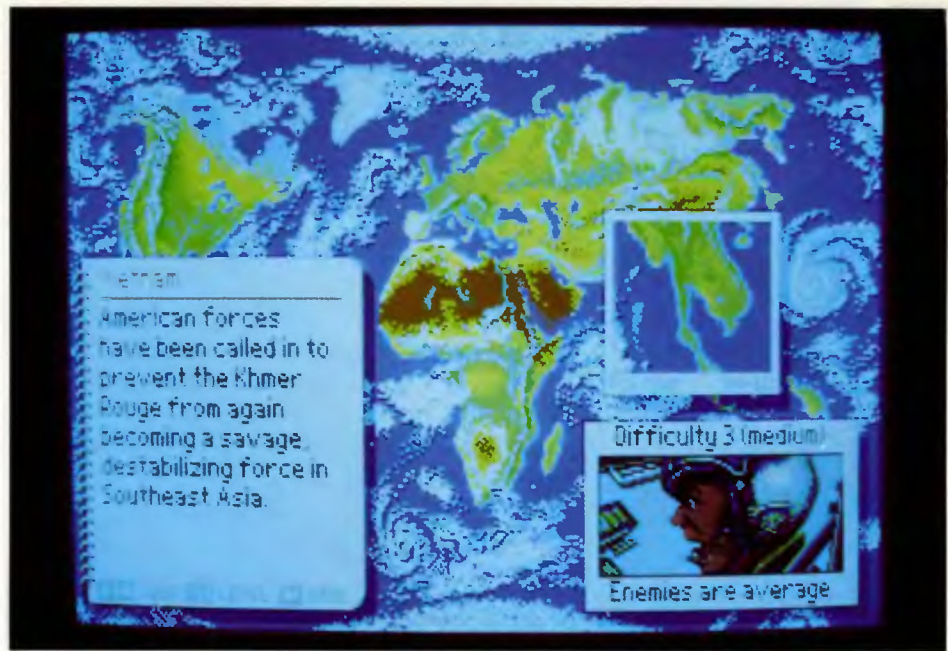 Vietnam
American forces
have been called in to
prevent the Khmer
Rouge from again
becoming a savage,
destabilizing force in
Southeast Asia.
Difficulty 3 (medium)
Enemies are average